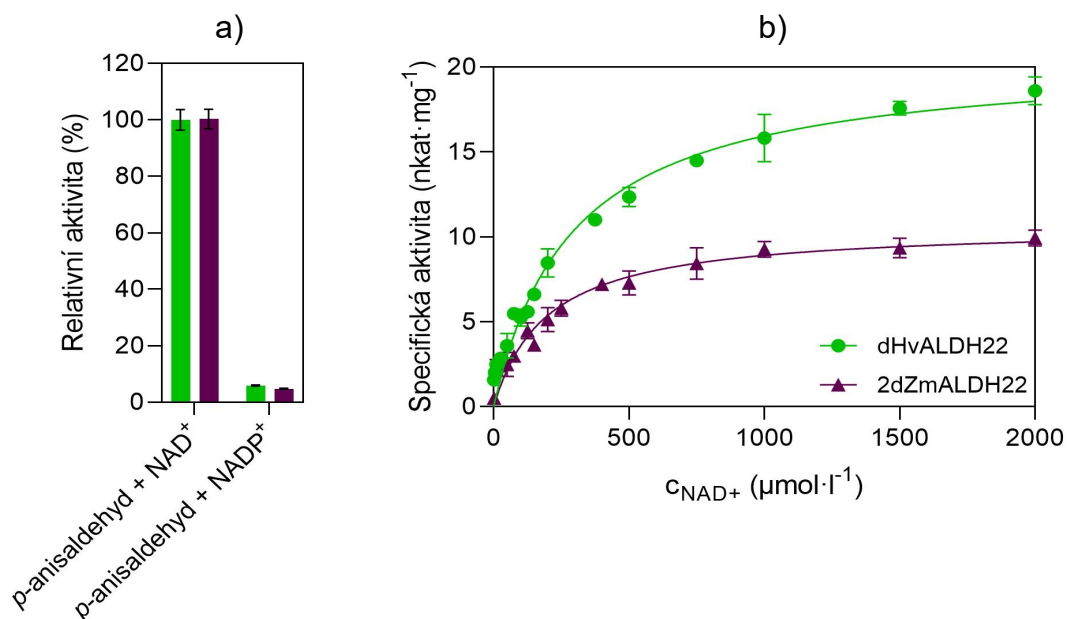 a)
Relativní aktivita (%)
120
100
80
60
40
20
0
p-anisaldehyd + NAD⁺
p-anisaldehyd + NADP⁺
b)
Specifická aktivita (nkat·mg⁻¹)
20
15
10
5
0
0 500 1000 1500 2000
c_NAD+ (µmol·l⁻¹)
dHvALDH22
2dZmALDH22